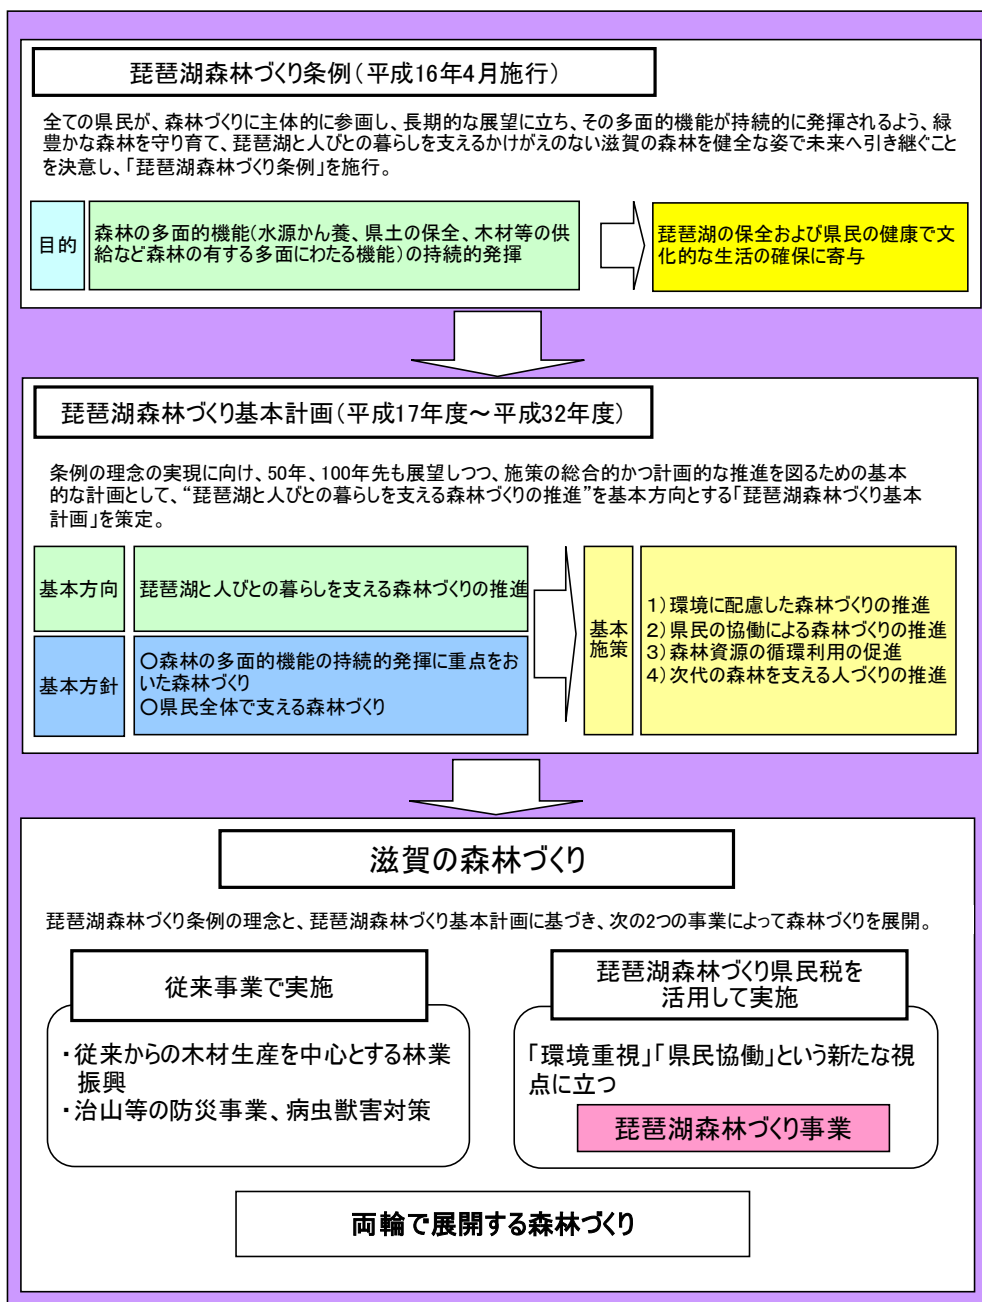 琵琶湖森林づくり条例（平成16年4月施行）
全ての県民が、森林づくりに主体的に参画し、長期的な展望に立ち、その多面的機能が持続的に発揮されるよう、緑
豊かな森林を守り育て、琵琶湖と人びとの暮らしを支えるかけがえのない滋賀の森林を健全な姿で未来へ引き継ぐこと
を決意し、「琵琶湖森林づくり条例」を施行。
目的
森林の多面的機能（水源かん養、県土の保全、木材等の供
給など森林の有する多面にわたる機能）の持続的発揮
琵琶湖の保全および県民の健康で文
化的な生活の確保に寄与
琵琶湖森林づくり基本計画（平成17年度～平成32年度）
条例の理念の実現に向け、50年、100年先も展望しつつ、施策の総合的かつ計画的な推進を図るための基本
的な計画として、“琵琶湖と人びとの暮らしを支える森林づくりの推進”を基本方向とする「琵琶湖森林づくり基本
計画」を策定。
基本方向
琵琶湖と人びとの暮らしを支える森林づくりの推進
基本方針
○森林の多面的機能の持続的発揮に重点をお
いた森林づくり
○県民全体で支える森林づくり
基本
施策
1）環境に配慮した森林づくりの推進
2）県民の協働による森林づくりの推進
3）森林資源の循環利用の促進
4）次代の森林を支える人づくりの推進
滋賀の森林づくり
琵琶湖森林づくり条例の理念と、琵琶湖森林づくり基本計画に基づき、次の2つの事業によって森林づくりを展開。
従来事業で実施
・従来からの木材生産を中心とする林業
振興
・治山等の防災事業、病虫獣害対策
琵琶湖森林づくり県民税を
活用して実施
「環境重視」「県民協働」という新たな視
点に立つ
琵琶湖森林づくり事業
両輪で展開する森林づくり